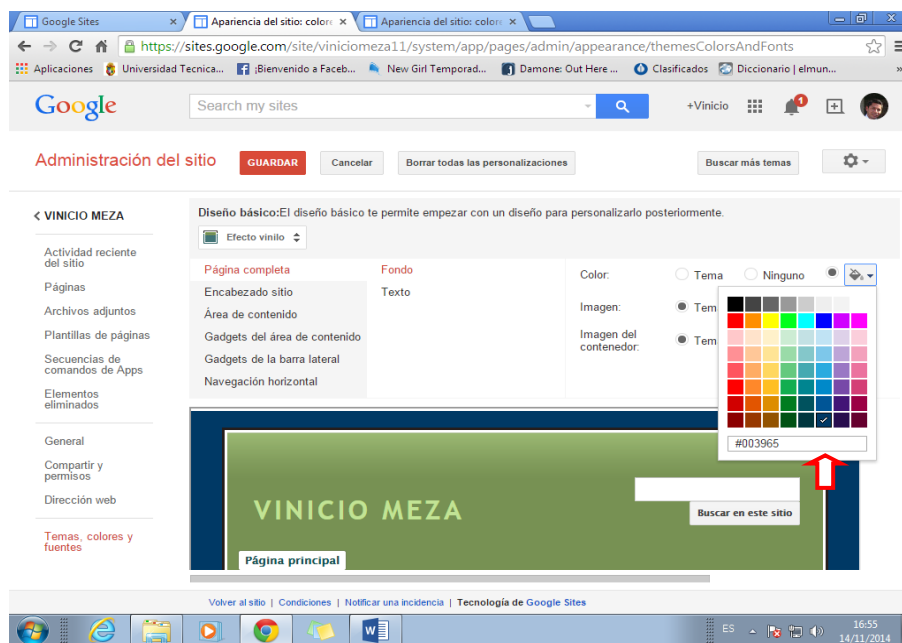 Google Sites
Apariencia del sitio: colore
Apariencia del sitio: colore
https://sites.google.com/site/viniciomeza11/system/app/pages/admin/appearance/themesColorsAndFonts
Aplicaciones Universidad Tecnica... ¡Bienvenido a Faceb... New Girl Temporad... Damone: Out Here ... Clasificados Diccionario | elmun... »
Google Search my sites +Vinicio 1
Administración del sitio GUARDAR Cancelar Borrar todas las personalizaciones Buscar más temas
VINICIO MEZA
Actividad reciente
del sitio
Páginas
Archivos adjuntos
Plantillas de páginas
Secuencias de
comandos de Apps
Elementos
eliminados
General
Compartir y
permisos
Dirección web
Temas, colores y
fuentes
Diseño básico:El diseño básico te permite empezar con un diseño para personalizarlo posteriormente.
Efecto vinilo
Página completa
Encabezado sitio
Área de contenido
Gadgets del área de contenido
Gadgets de la barra lateral
Navegación horizontal
Fondo
Texto
Color: Tema Ninguno
Imagen: Tem
Imagen del
contenedor: Tem
#003965
VINICIO MEZA
Buscar en este sitio
Página principal
Volver al sitio | Condiciones | Notificar una incidencia | Tecnología de Google Sites
W
ES
16:55
14/11/2014